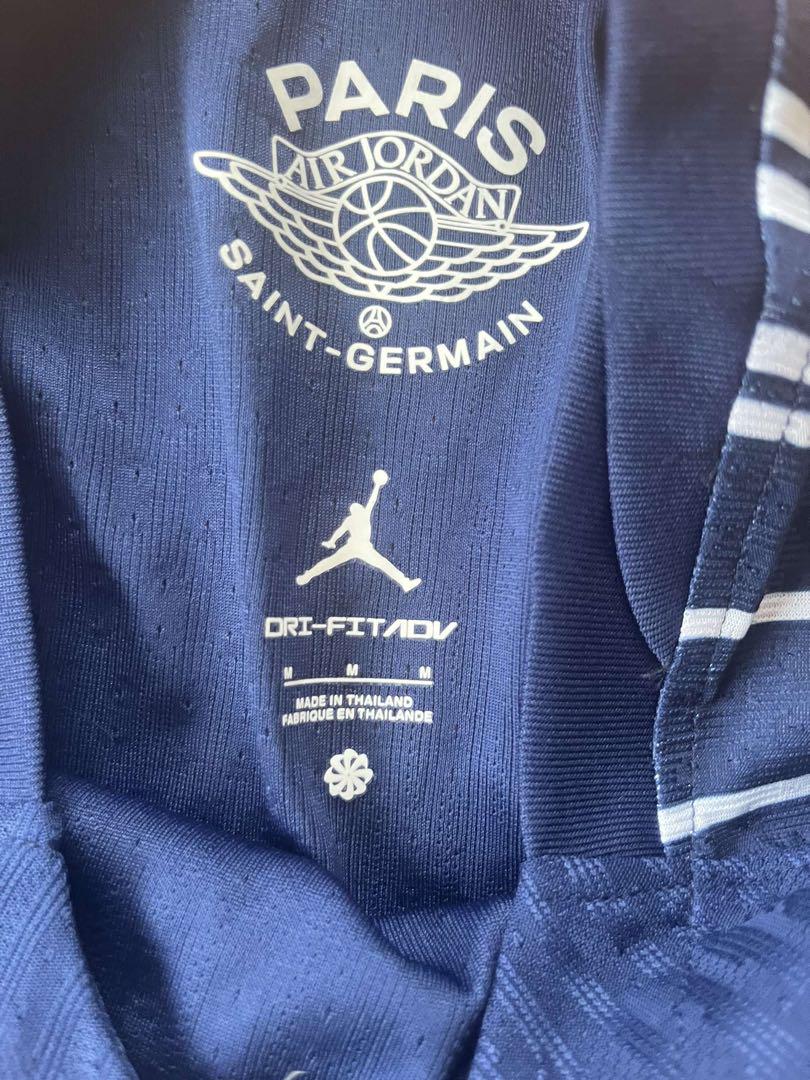 PARIS
AIR JORDAN
SAINT-GERMAIN
DRI-FIT ADV
M M M
MADE IN THAILAND
FABRIQUE EN THAILANDE